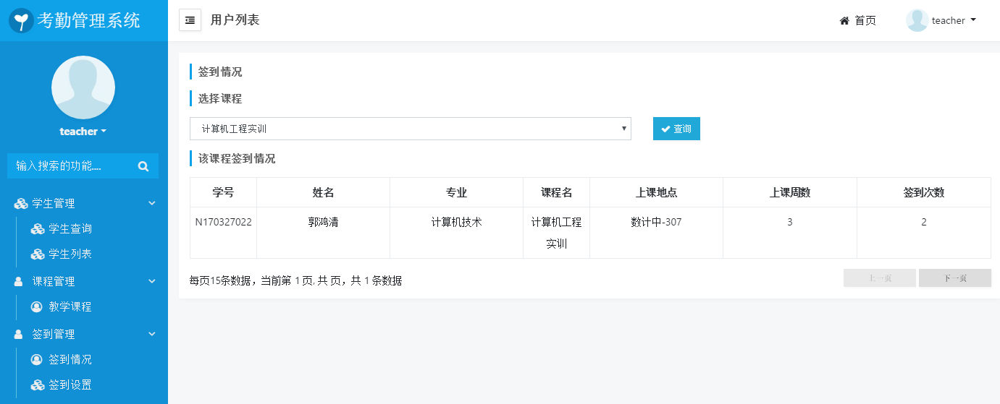 考勤管理系统
用户列表
首页
teacher
teacher
输入搜索的功能....
学生管理
学生查询
学生列表
课程管理
教学课程
签到管理
签到情况
签到设置
签到情况
选择课程
计算机工程实训
查询
该课程签到情况
学号 姓名 专业 课程名 上课地点 上课周数 签到次数
N170327022 郭鸿清 计算机技术 计算机工程 数计中-307 3 2
实训
每页15条数据，当前第 1 页, 共 页，共 1 条数据
上一页 下一页